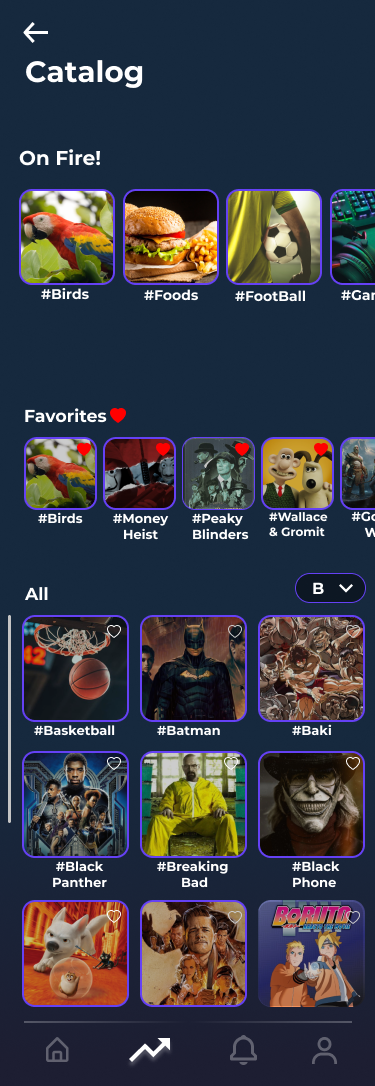 Catalog
On Fire!
#Birds
#Foods
#FootBall
#Gar
Favorites
#Birds
#Money
Heist
#Peaky
Blinders
#Wallace
& Gromit
#Go
W
All
B
#Basketball
#Batman
#Baki
#Black
Panther
#Breaking
Bad
#Black
Phone
BORUTO